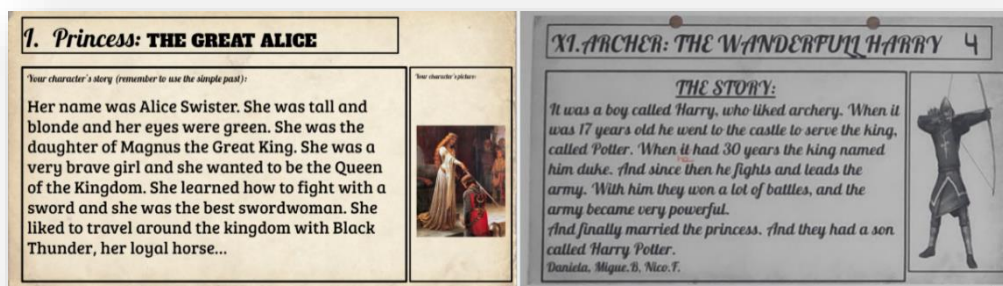 I. Princess: THE GREAT ALICE
Your character's story (remember to use the simple past):
Her name was Alice Swister. She was tall and
blonde and her eyes were green. She was the
daughter of Magnus the Great King. She was a
very brave girl and she wanted to be the Queen
of the Kingdom. She learned how to fight with a
sword and she was the best swordwoman. She
liked to travel around the kingdom with Black
Thunder, her loyal horse...
Your character's picture:
XI. ARCHER: THE WANDERFULL HARRY 4
THE STORY:
It was a boy called Harry, who liked archery. When it
was 17 years old he went to the castle to serve the king,
called Potter. When it had 30 years the king named
he
him duke. And since then he fights and leads the
army. With him they won a lot of battles, and the
army became very powerful.
And finally married the princess. And they had a son
called Harry Potter.
Daniela, Migue.B, Nico.F.